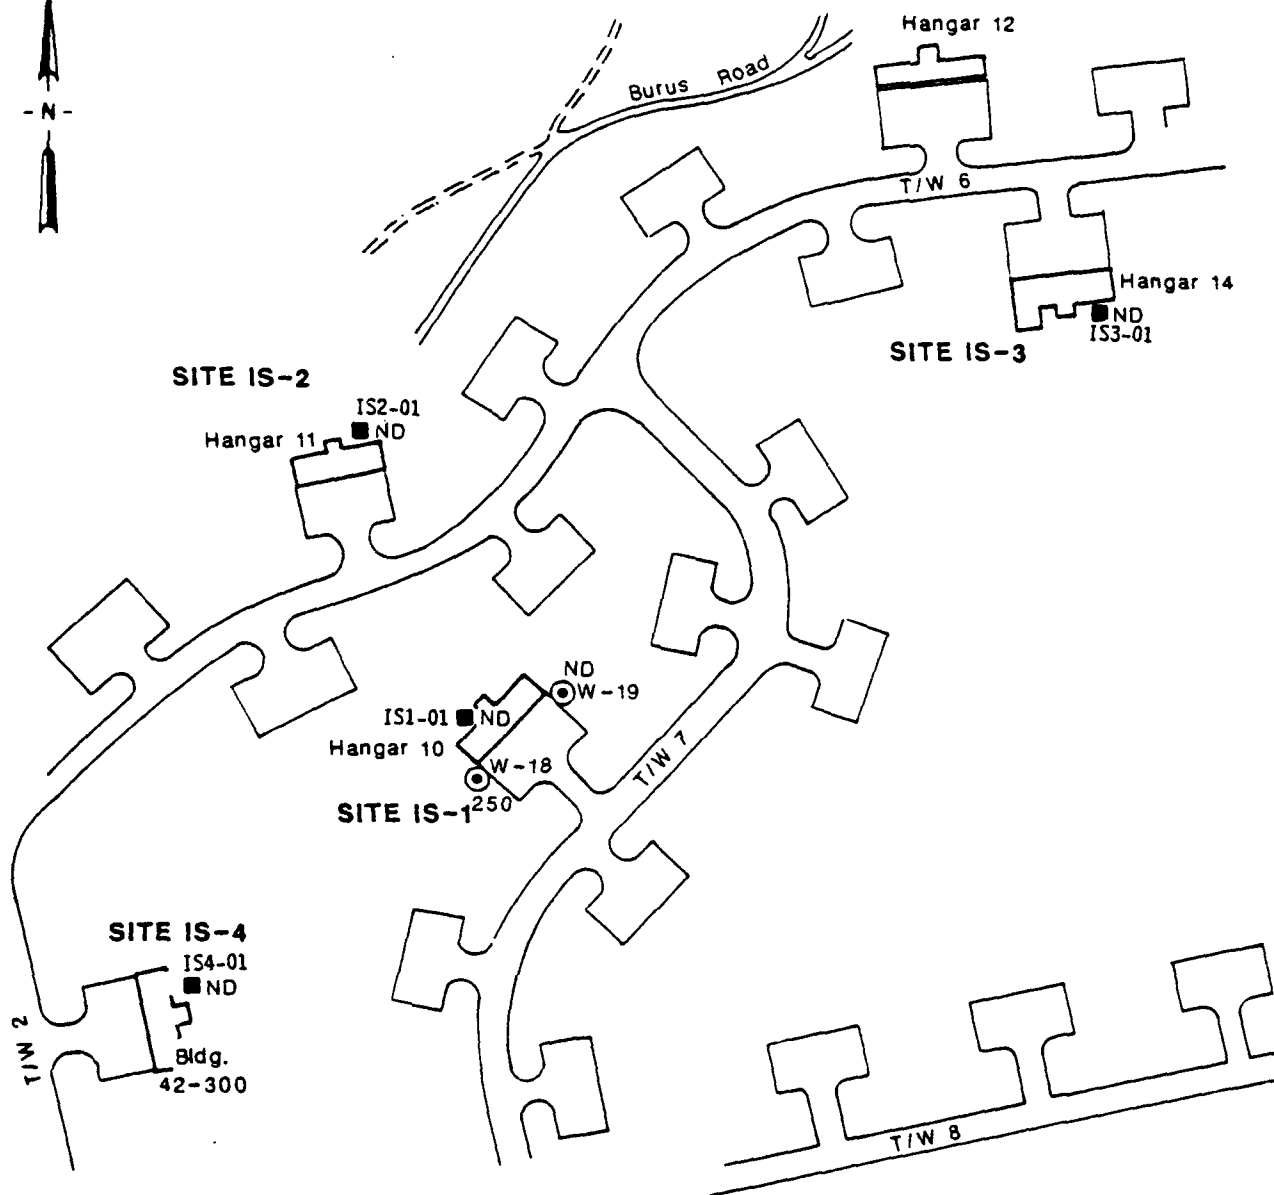 Hangar 12
Burus Road
- N -
T/W 6
Hangar 14
ND
IS3-01
SITE IS-3
SITE IS-2
IS2-01
ND
Hangar 11
ND
W-19
IS1-01 ND
Hangar 10
T/W 7
W-18
250
SITE IS-1
SITE IS-4
IS4-01
ND
T/W 2
Bldg.
42-300
T/W 8